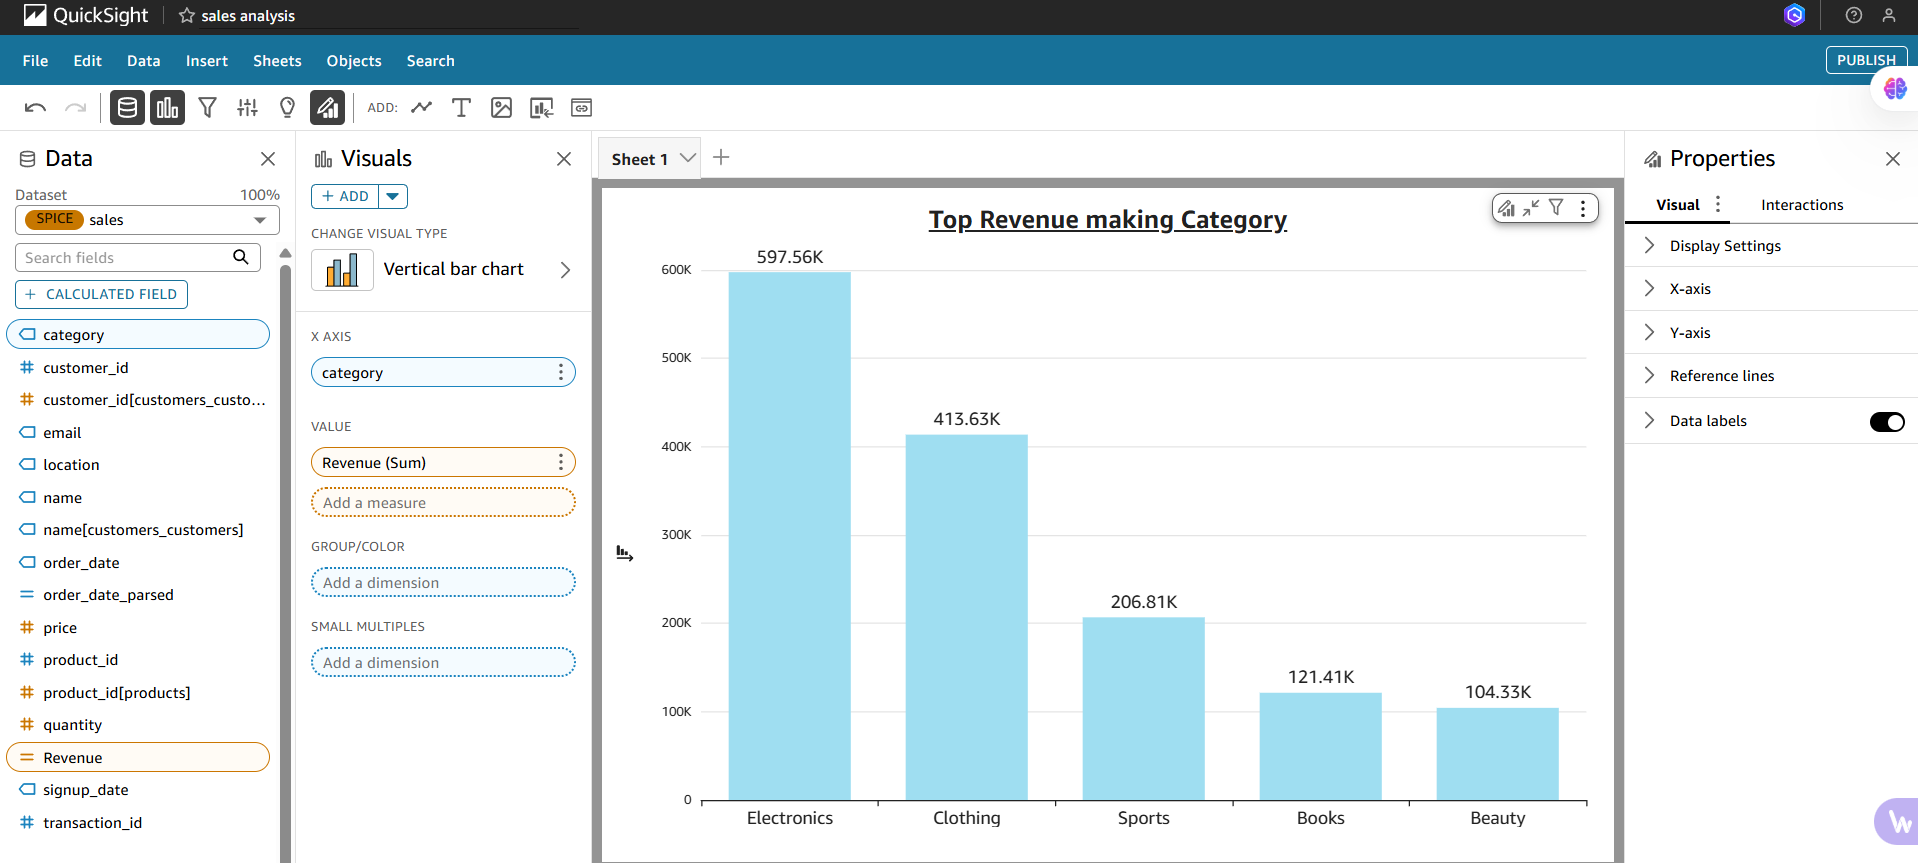 QuickSight
sales analysis
File Edit Data Insert Sheets Objects Search
PUBLISH
ADD:
Data
Dataset 100%
SPICE sales
Search fields
+ CALCULATED FIELD
category
customer_id
customer_id[customers_custo...
email
location
name
name[customers_customers]
order_date
order_date_parsed
price
product_id
product_id[products]
quantity
Revenue
signup_date
transaction_id
Visuals
+ ADD
CHANGE VISUAL TYPE
Vertical bar chart
X AXIS
category
VALUE
Revenue (Sum)
Add a measure
GROUP/COLOR
Add a dimension
SMALL MULTIPLES
Add a dimension
Sheet 1
Top Revenue making Category
600K
500K
400K
300K
200K
100K
0
597.56K
413.63K
206.81K
121.41K
104.33K
Electronics Clothing Sports Books Beauty
Properties
Visual Interactions
Display Settings
X-axis
Y-axis
Reference lines
Data labels